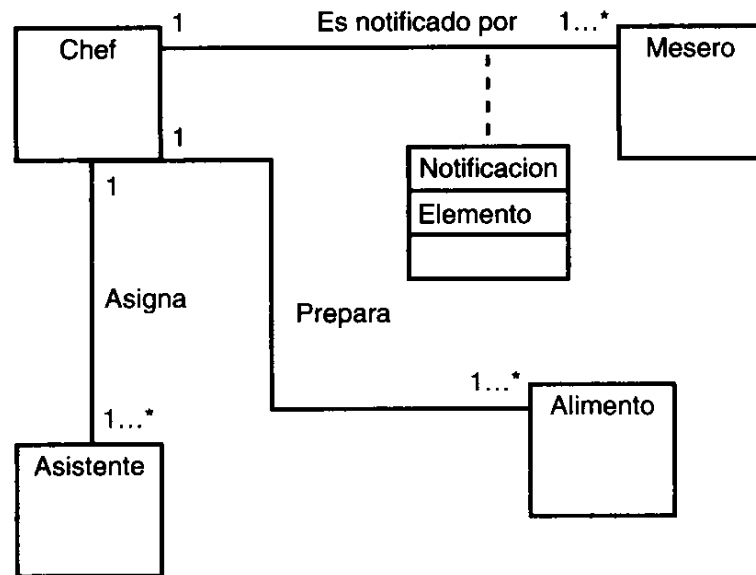 1
Es notificado por
1...*
Chef
Mesero
1
1
Notificacion
Elemento
Asigna
Prepara
1...*
1...*
Alimento
Asistente